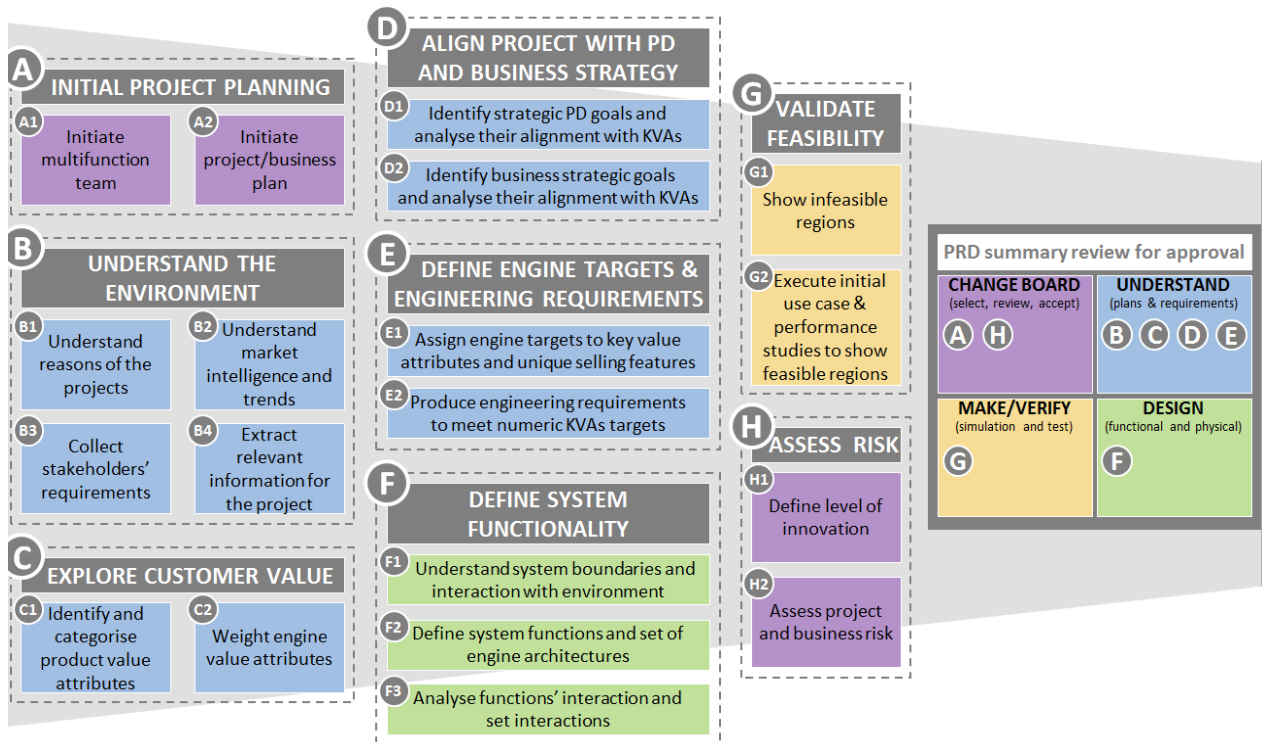 A
INITIAL PROJECT PLANNING
A1
Initiate
multifunction
team
A2
Initiate
project/business
plan
B
UNDERSTAND THE
ENVIRONMENT
B1
Understand
reasons of the
projects
B2
Understand
market
intelligence and
trends
B3
Collect
stakeholders’
requirements
B4
Extract
relevant
information for
the project
C
EXPLORE CUSTOMER VALUE
C1
Identify and
categorise
product value
attributes
C2
Weight engine
value attributes
D
ALIGN PROJECT WITH PD
AND BUSINESS STRATEGY
D1
Identify strategic PD goals and
analyse their alignment with KVAs
D2
Identify business strategic goals
and analyse their alignment with KVAs
E
DEFINE ENGINE TARGETS &
ENGINEERING REQUIREMENTS
E1
Assign engine targets to key value
attributes and unique selling features
E2
Produce engineering requirements
to meet numeric KVAs targets
F
DEFINE SYSTEM
FUNCTIONALITY
F1
Understand system boundaries and
interaction with environment
F2
Define system functions and set of
engine architectures
F3
Analyse functions’ interaction and
set interactions
G
VALIDATE
FEASIBILITY
G1
Show infeasible
regions
G2
Execute initial
use case &
performance
studies to show
feasible regions
H
ASSESS RISK
H1
Define level of
innovation
H2
Assess project
and business risk
PRD summary review for approval
CHANGE BOARD
(select, review, accept)
A H
UNDERSTAND
(plans & requirements)
B C D E
MAKE/VERIFY
(simulation and test)
G
DESIGN
(functional and physical)
F